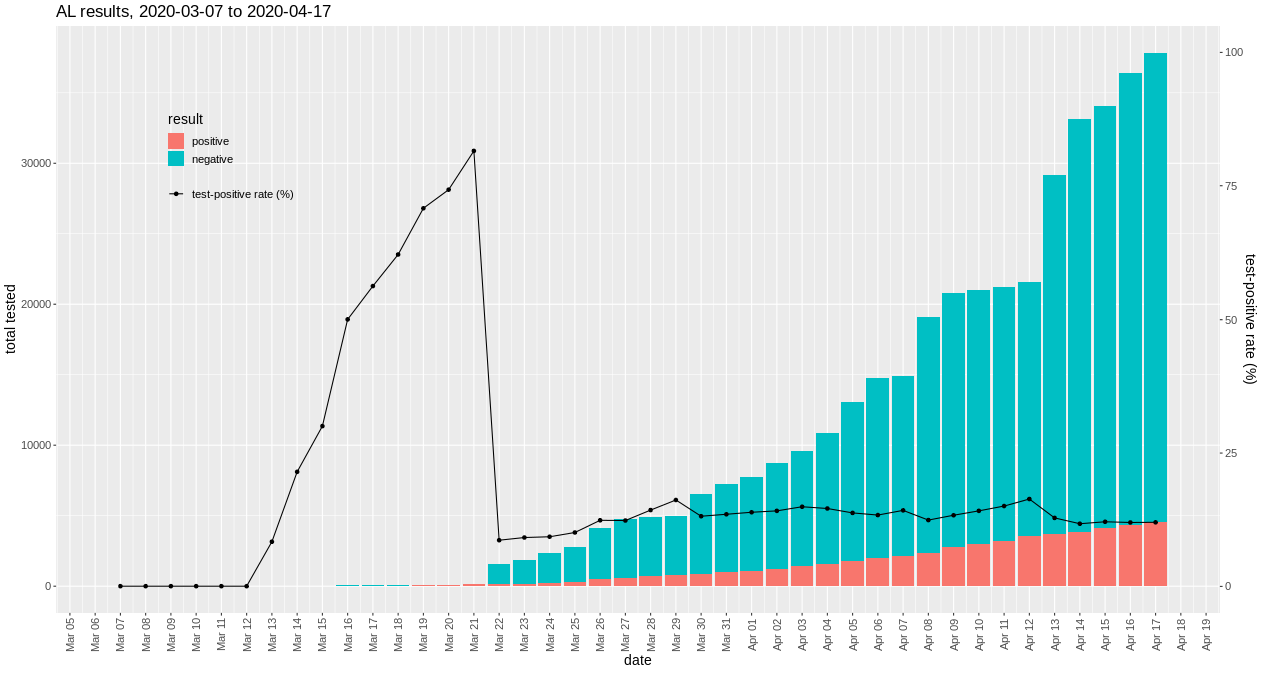 AL results, 2020-03-07 to 2020-04-17
total tested
30000
20000
10000
0
result
positive
negative
test-positive rate (%)
100
75
50
25
0
test-positive rate (%)
Mar 05
Mar 06
Mar 07
Mar 08
Mar 09
Mar 10
Mar 11
Mar 12
Mar 13
Mar 14
Mar 15
Mar 16
Mar 17
Mar 18
Mar 19
Mar 20
Mar 21
Mar 22
Mar 23
Mar 24
Mar 25
Mar 26
Mar 27
Mar 28
Mar 29
Mar 30
Mar 31
Apr 01
Apr 02
Apr 03
Apr 04
Apr 05
Apr 06
Apr 07
Apr 08
Apr 09
Apr 10
Apr 11
Apr 12
Apr 13
Apr 14
Apr 15
Apr 16
Apr 17
Apr 18
Apr 19
date